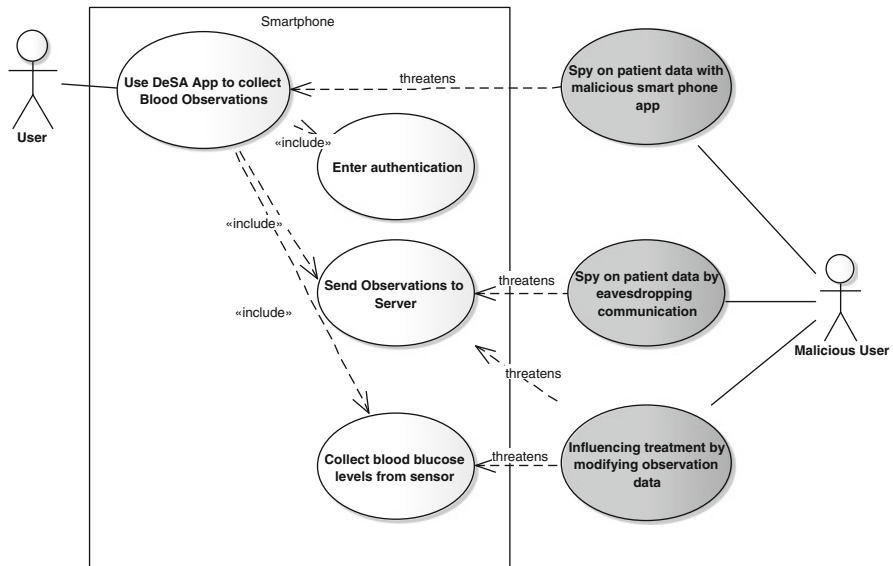 Smartphone
Use DeSA App to collect
Blood Observations
threatens
Spy on patient data with
malicious smart phone
app
User
«include»
Enter authentication
«include»
Send Observations to
Server
threatens
Spy on patient data by
eavesdropping
communication
«include»
Malicious User
threatens
Collect blood blucose
levels from sensor
threatens
Influencing treatment by
modifying observation
data